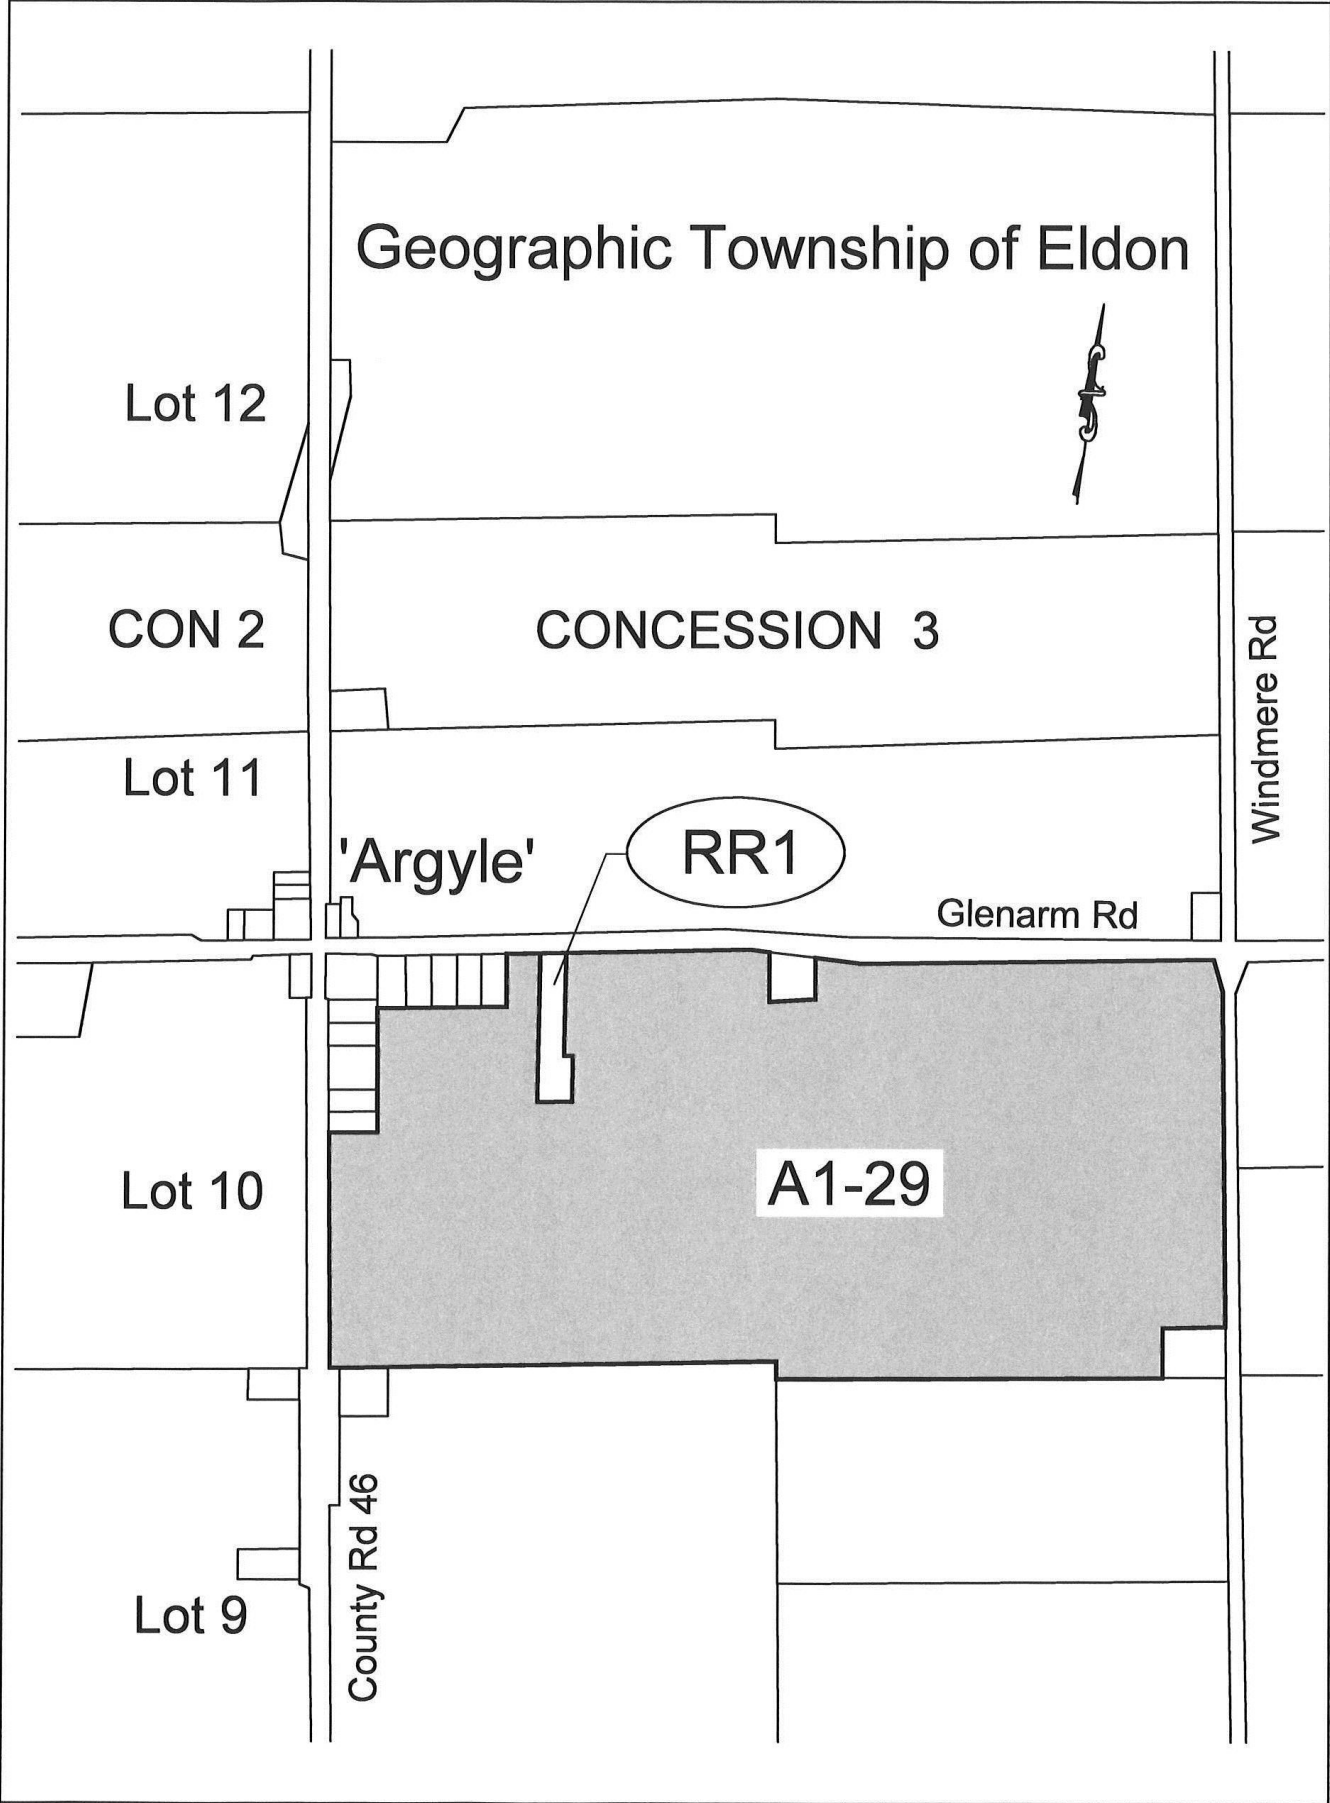 Geographic Township of Eldon
Lot 12
CON 2
CONCESSION 3
Windmere Rd
Lot 11
'Argyle'
RR1
Glenarm Rd
Lot 10
A1-29
County Rd 46
Lot 9